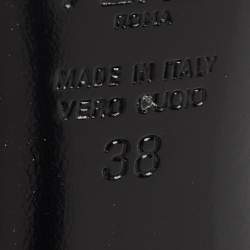 ROMA
MADE IN ITALY
VERO CUOIO
38